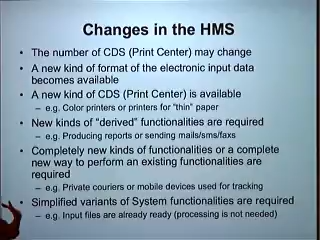 Changes in the HMS
• The number of CDS (Print Center) may change
• A new kind of format of the electronic input data
becomes available
• A new kind of CDS (Print Center) is available
– e.g. Color printers or printers for "thin" paper
• New kinds of "derived" functionalities are required
– e.g. Producing reports or sending mails/sms/faxs
• Completely new kinds of functionalities or a complete
new way to perform an existing functionalities are
required
– e.g. Private couriers or mobile devices used for tracking
• Simplified variants of System functionalities are required
– e.g. Input files are already ready (processing is not needed)